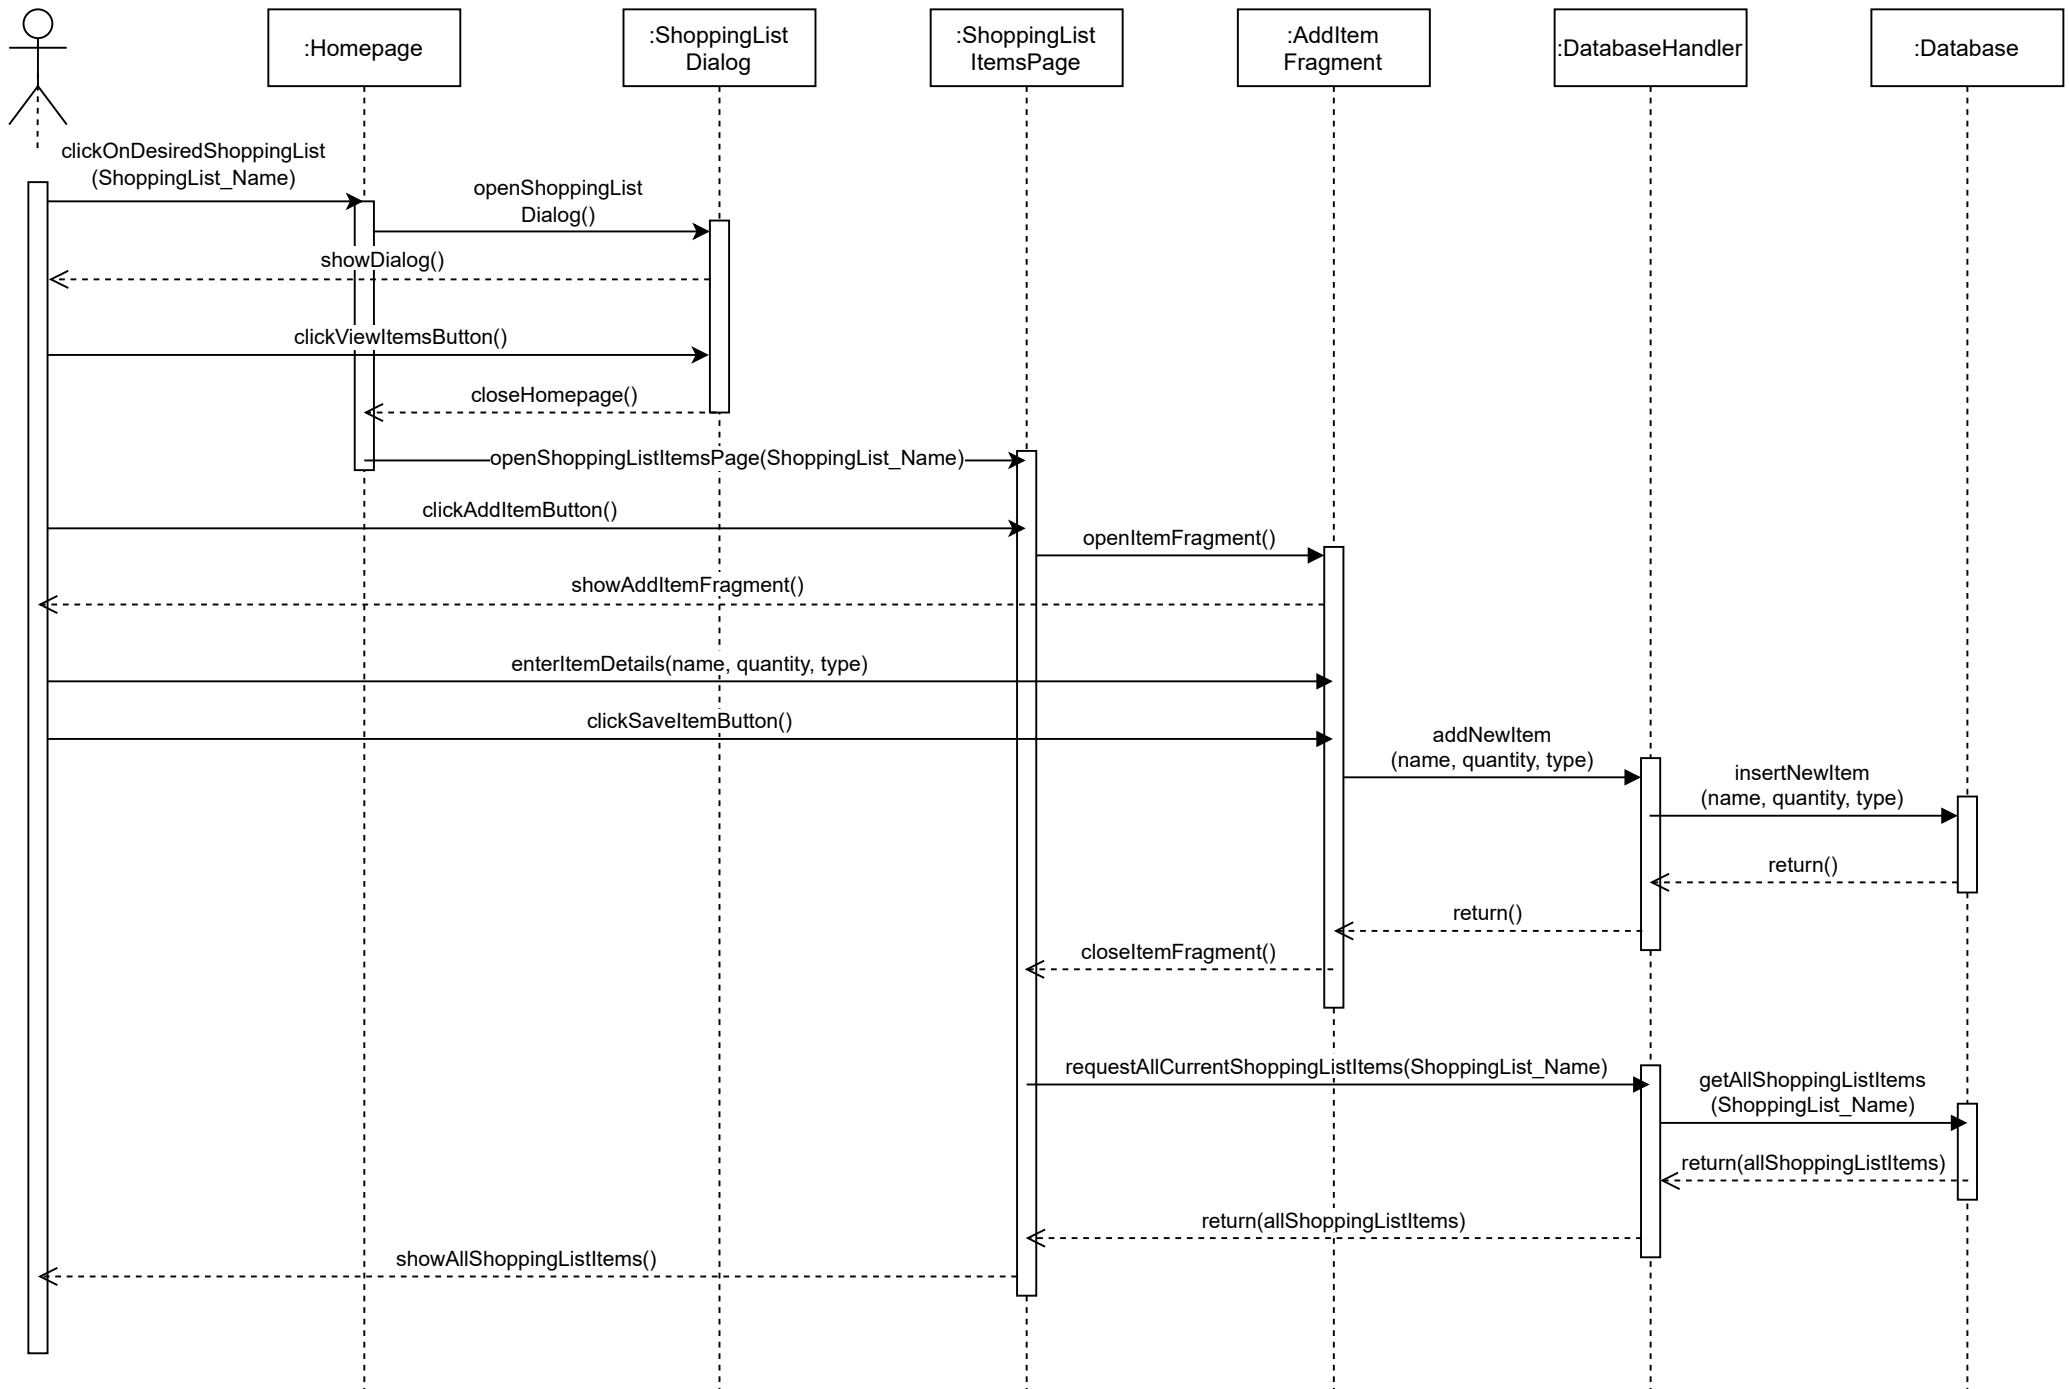 :Homepage
:ShoppingList
Dialog
:ShoppingList
ItemsPage
:AddItem
Fragment
:DatabaseHandler
:Database
clickOnDesiredShoppingList
(ShoppingList_Name)
openShoppingList
Dialog()
showDialog()
clickViewItemsButton()
closeHomepage()
openShoppingListItemsPage(ShoppingList_Name)
clickAddItemButton()
openItemFragment()
showAddItemFragment()
enterItemDetails(name, quantity, type)
clickSaveItemButton()
addNewItem
(name, quantity, type)
insertNewItem
(name, quantity, type)
return()
return()
closeItemFragment()
requestAllCurrentShoppingListItems(ShoppingList_Name)
getAllShoppingListItems
(ShoppingList_Name)
return(allShoppingListItems)
return(allShoppingListItems)
showAllShoppingListItems()